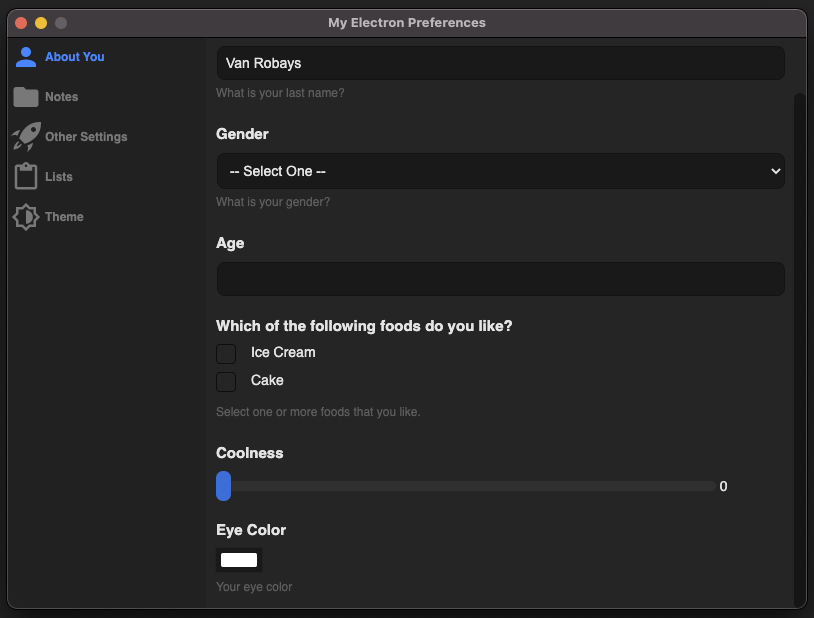 My Electron Preferences
About You
Notes
Other Settings
Lists
Theme
Van Robays
What is your last name?
Gender
-- Select One --
What is your gender?
Age
Which of the following foods do you like?
Ice Cream
Cake
Select one or more foods that you like.
Coolness
0
Eye Color
Your eye color